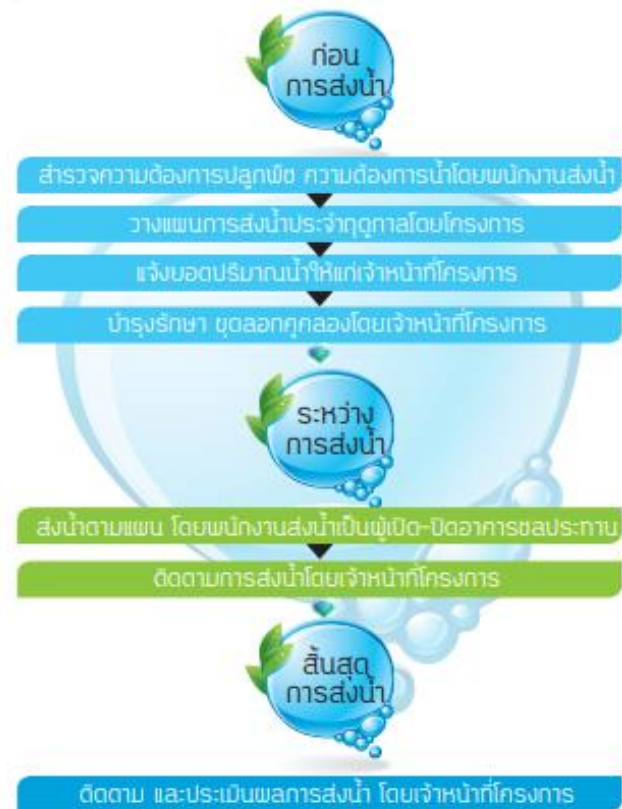 ก่อน
การส่งน้ำ
สำรวจความต้องการปลูกพืช ความต้องการน้ำโดยพนักงานส่งน้ำ
วางแผนการส่งน้ำประจำฤดูกาลโดยโครงการ
แจ้งยอดปริมาณน้ำให้แก่เจ้าหน้าที่โครงการ
บำรุงรักษา ขุดลอกคูคลองโดยเจ้าหน้าที่โครงการ
ระหว่าง
การส่งน้ำ
ส่งน้ำตามแผน โดยพนักงานส่งน้ำเป็นผู้เปิด-ปิดอาคารชลประทาน
ติดตามการส่งน้ำโดยเจ้าหน้าที่โครงการ
สิ้นสุด
การส่งน้ำ
ติดตาม และประเมินผลการส่งน้ำ โดยเจ้าหน้าที่โครงการ